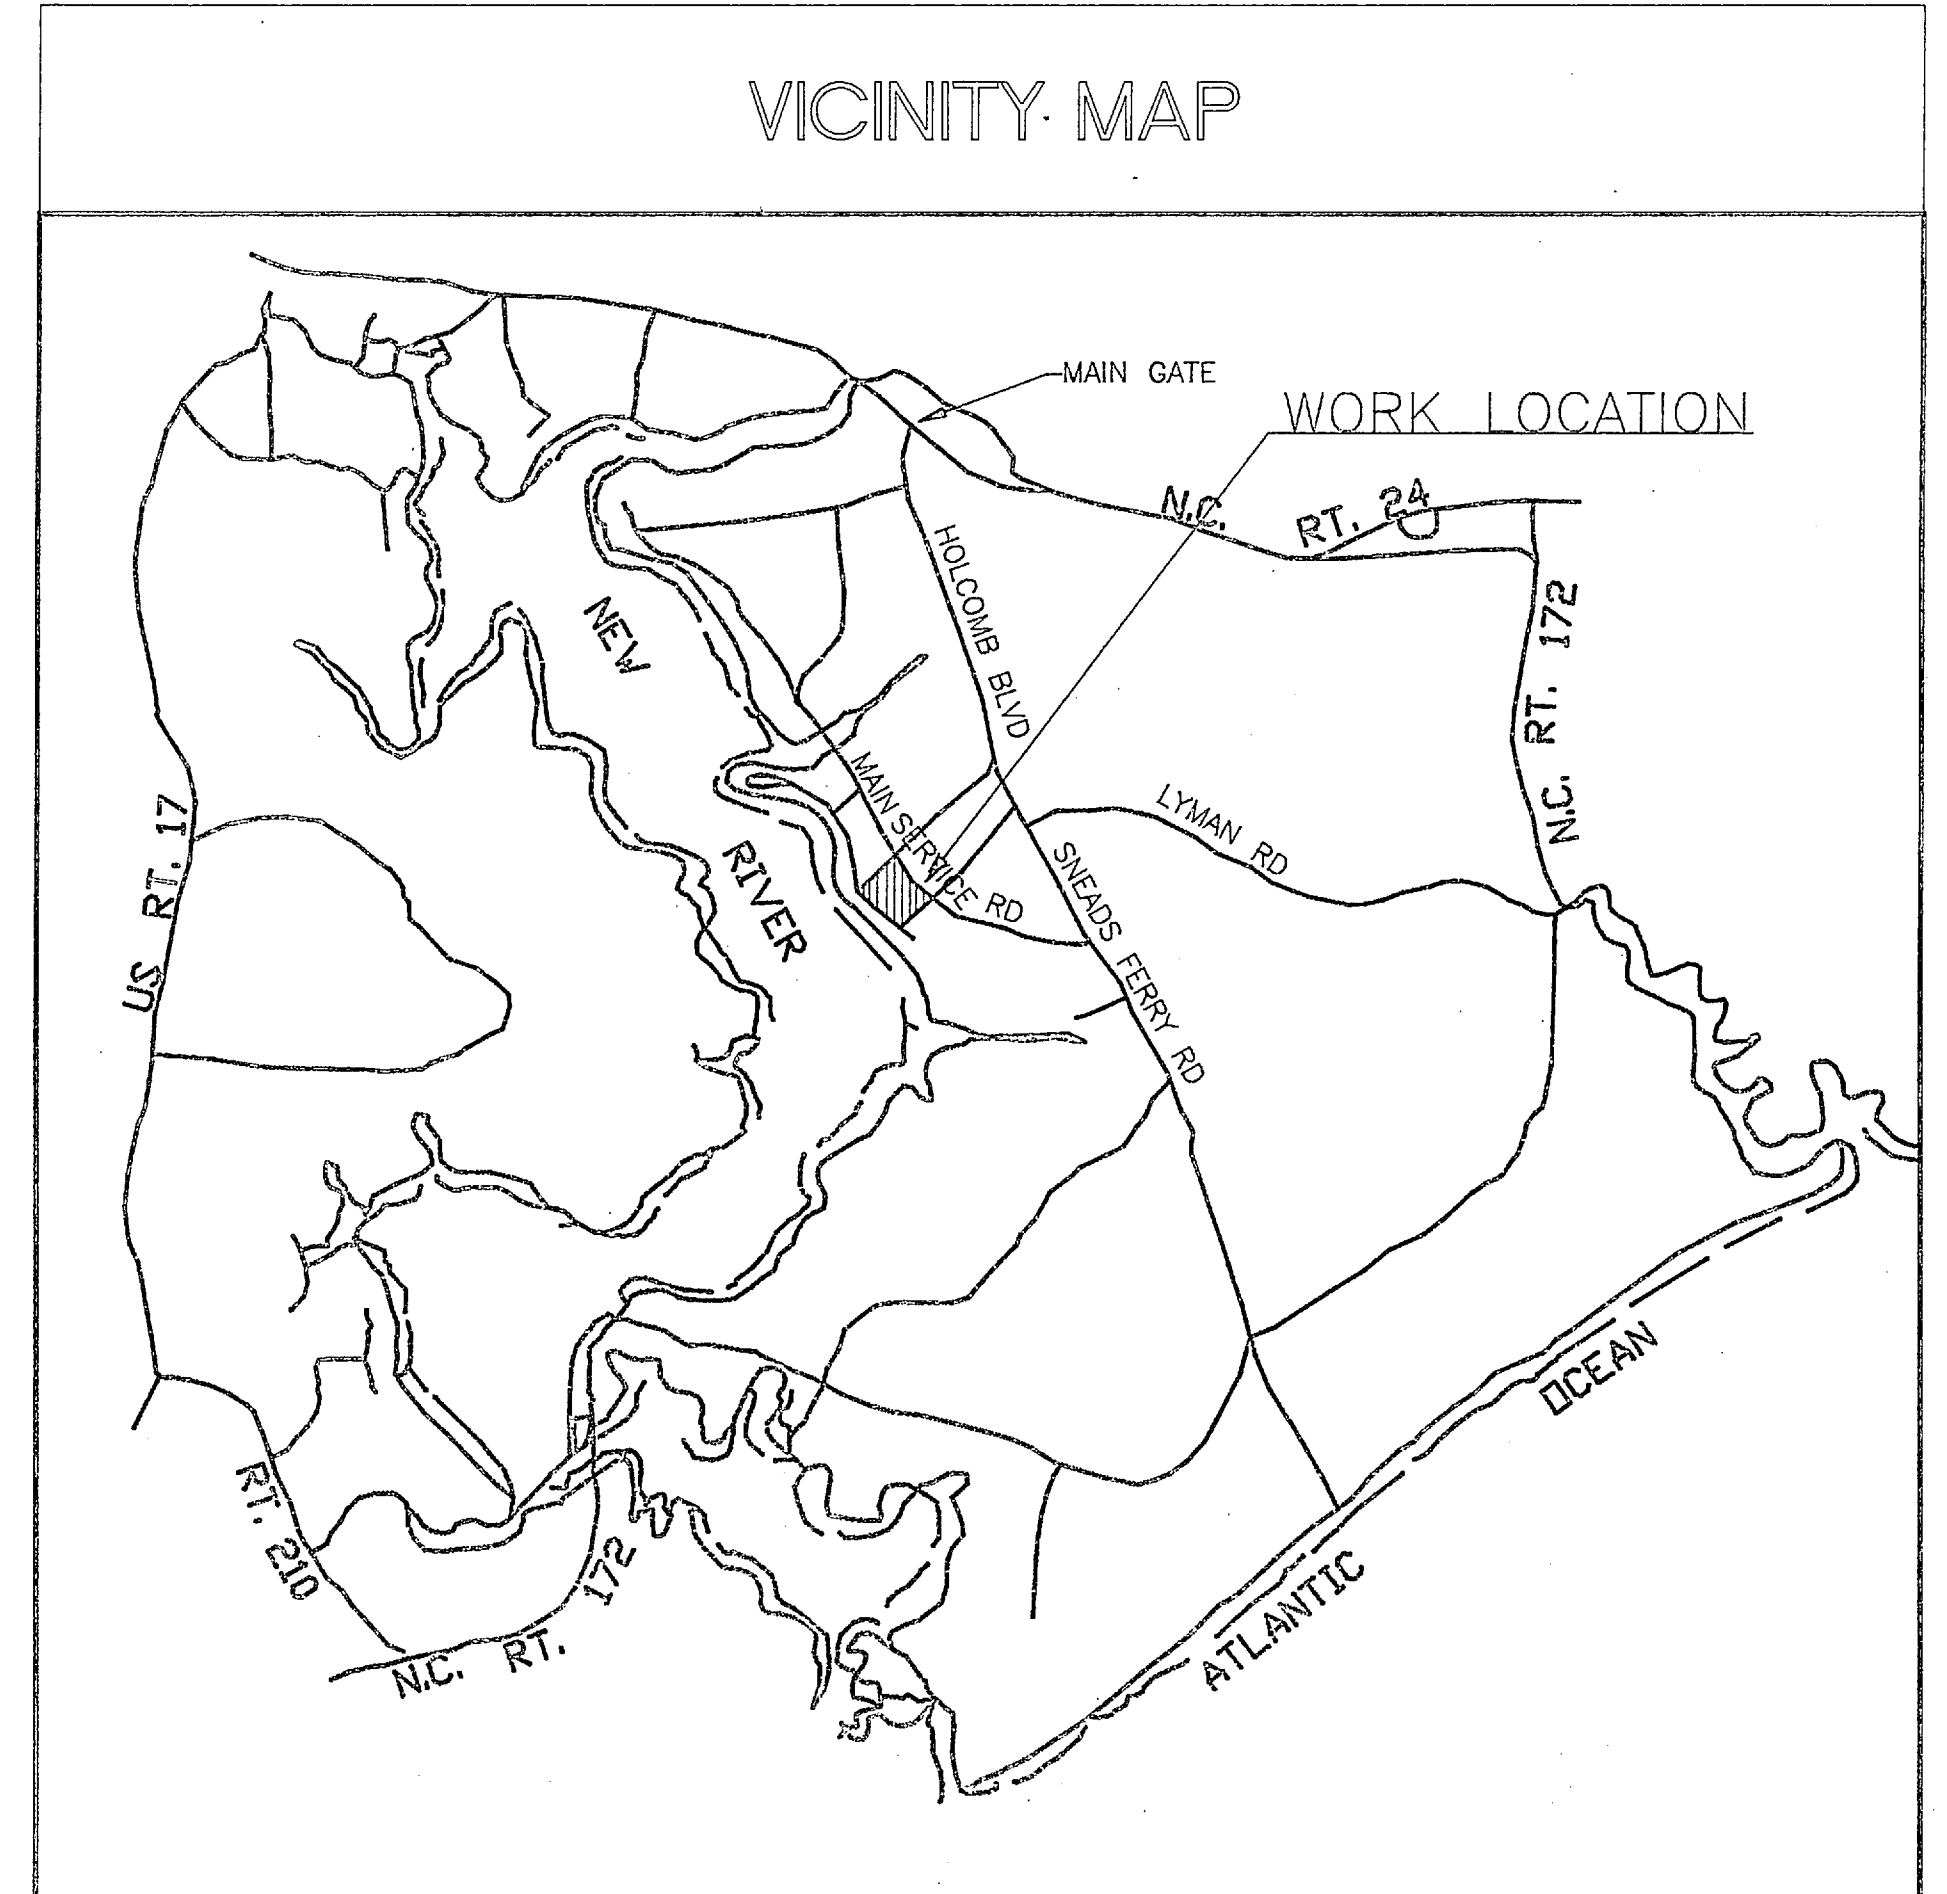 VICINITY MAP
MAIN GATE
WORK LOCATION
N.C. RT. 24
HOLCOMB BLVD
NEW RIVER
N.C. RT. 172
MAIN SERVICE RD
LYMAN RD
US RT. 17
SNEADS FERRY RD
RT. 210
N.C. RT. 172
ATLANTIC OCEAN